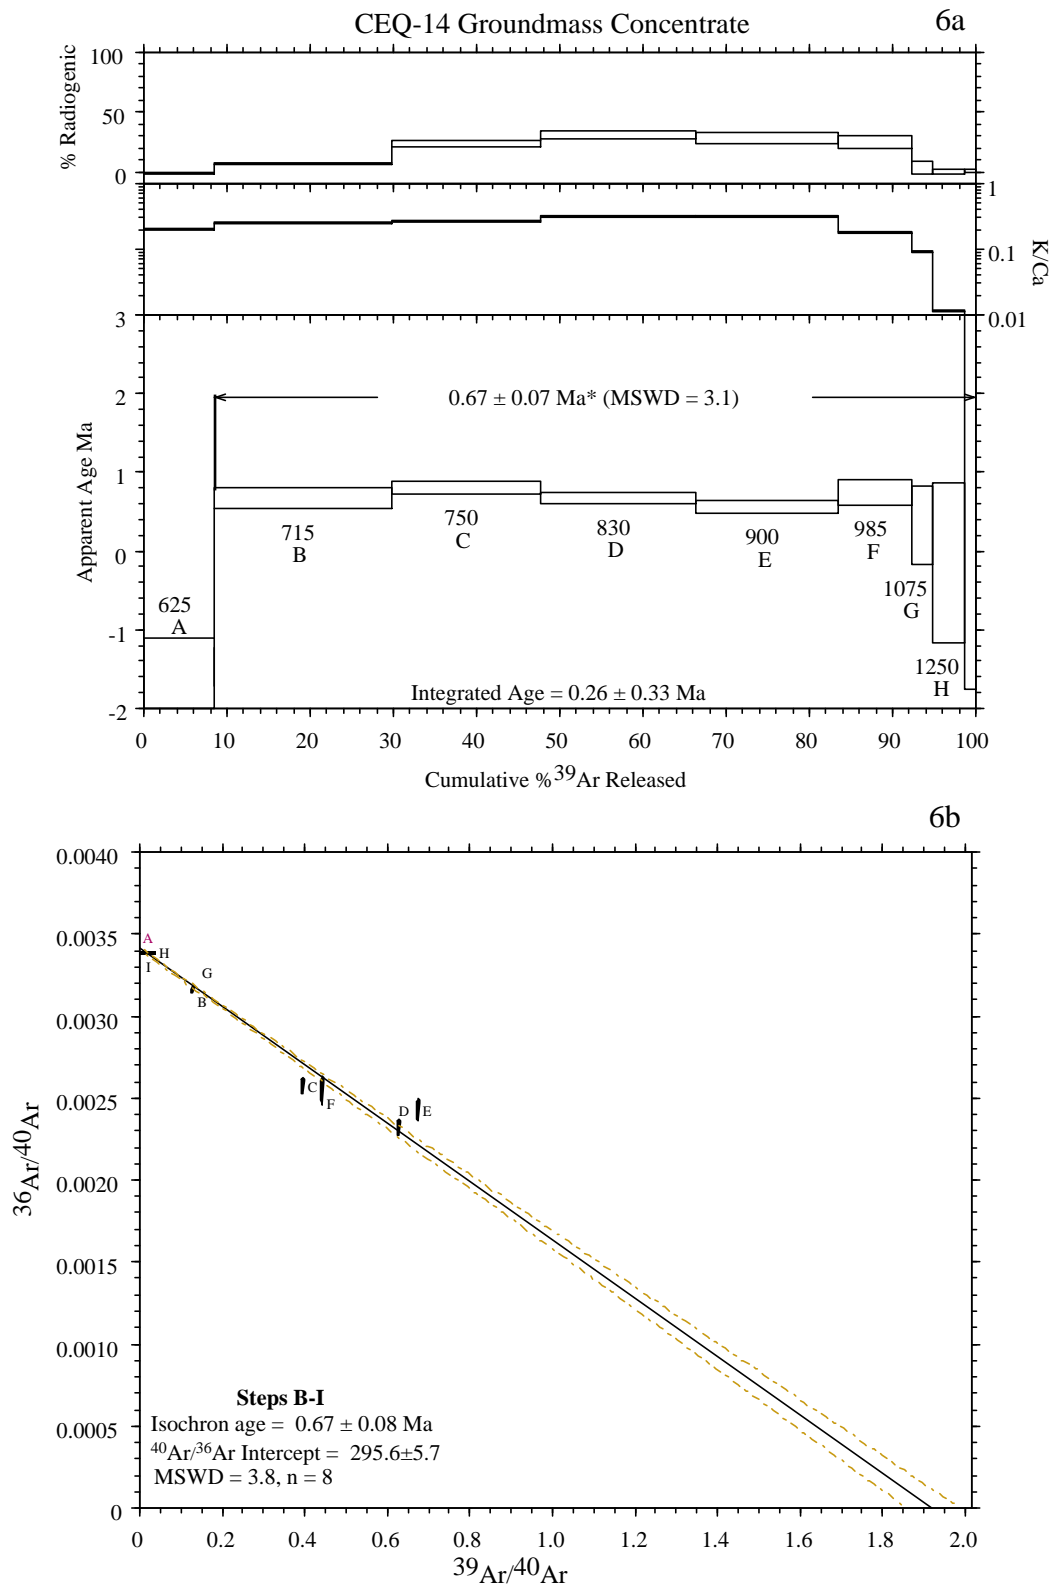 CEQ-14 Groundmass Concentrate
6a
% Radiogenic
100
50
0
1
0.1
0.01
K/Ca
Apparent Age Ma
3
2
1
0
-1
-2
0.67 ± 0.07 Ma* (MSWD = 3.1)
625
A
715
B
750
C
830
D
900
E
985
F
1075
G
1250
H
Integrated Age = 0.26 ± 0.33 Ma
0 10 20 30 40 50 60 70 80 90 100
Cumulative %³⁹Ar Released
6b
³⁶Ar/⁴⁰Ar
0.0040
0.0035
0.0030
0.0025
0.0020
0.0015
0.0010
0.0005
0
A
H
I
G
B
C
F
D
E
Steps B-I
Isochron age = 0.67 ± 0.08 Ma
⁴⁰Ar/³⁶Ar Intercept = 295.6±5.7
MSWD = 3.8, n = 8
0 0.2 0.4 0.6 0.8 1.0 1.2 1.4 1.6 1.8 2.0
³⁹Ar/⁴⁰Ar